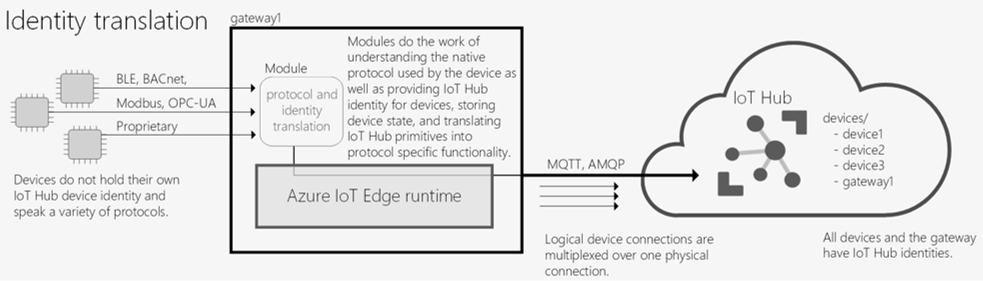 Identity translation
gateway1
BLE, BACnet,
Modbus, OPC-UA
Proprietary
Devices do not hold their own
IoT Hub device identity and
speak a variety of protocols.
Module
protocol and
identity
translation
Modules do the work of
understanding the native
protocol used by the device as
well as providing IoT Hub
identity for devices, storing
device state, and translating
IoT Hub primitives into
protocol specific functionality.
Azure IoT Edge runtime
MQTT, AMQP
Logical device connections are
multiplexed over one physical
connection.
IoT Hub
devices/
- device1
- device2
- device3
- gateway1
All devices and the gateway
have IoT Hub identities.